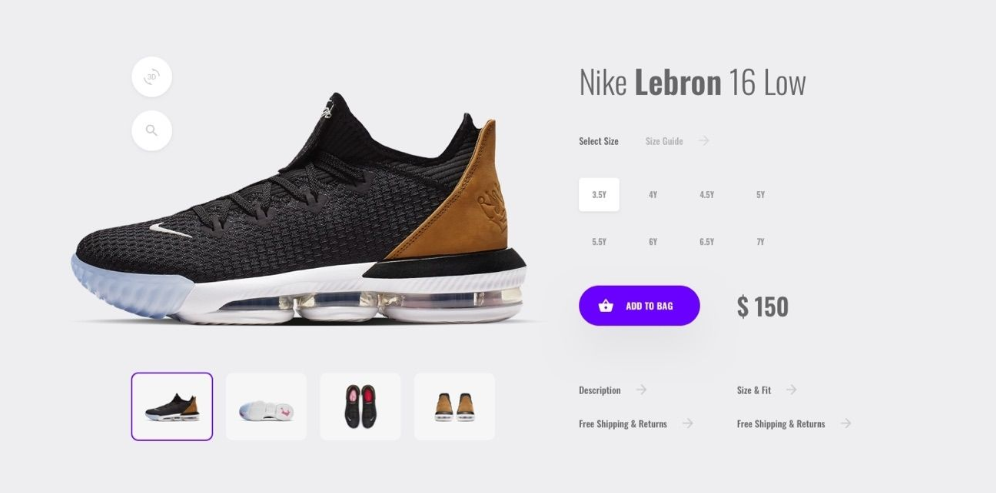 3D
Nike Lebron 16 Low
Select Size Size Guide
3.5Y 4Y 4.5Y 5Y
5.5Y 6Y 6.5Y 7Y
ADD TO BAG $ 150
Description Size & Fit
Free Shipping & Returns Free Shipping & Returns